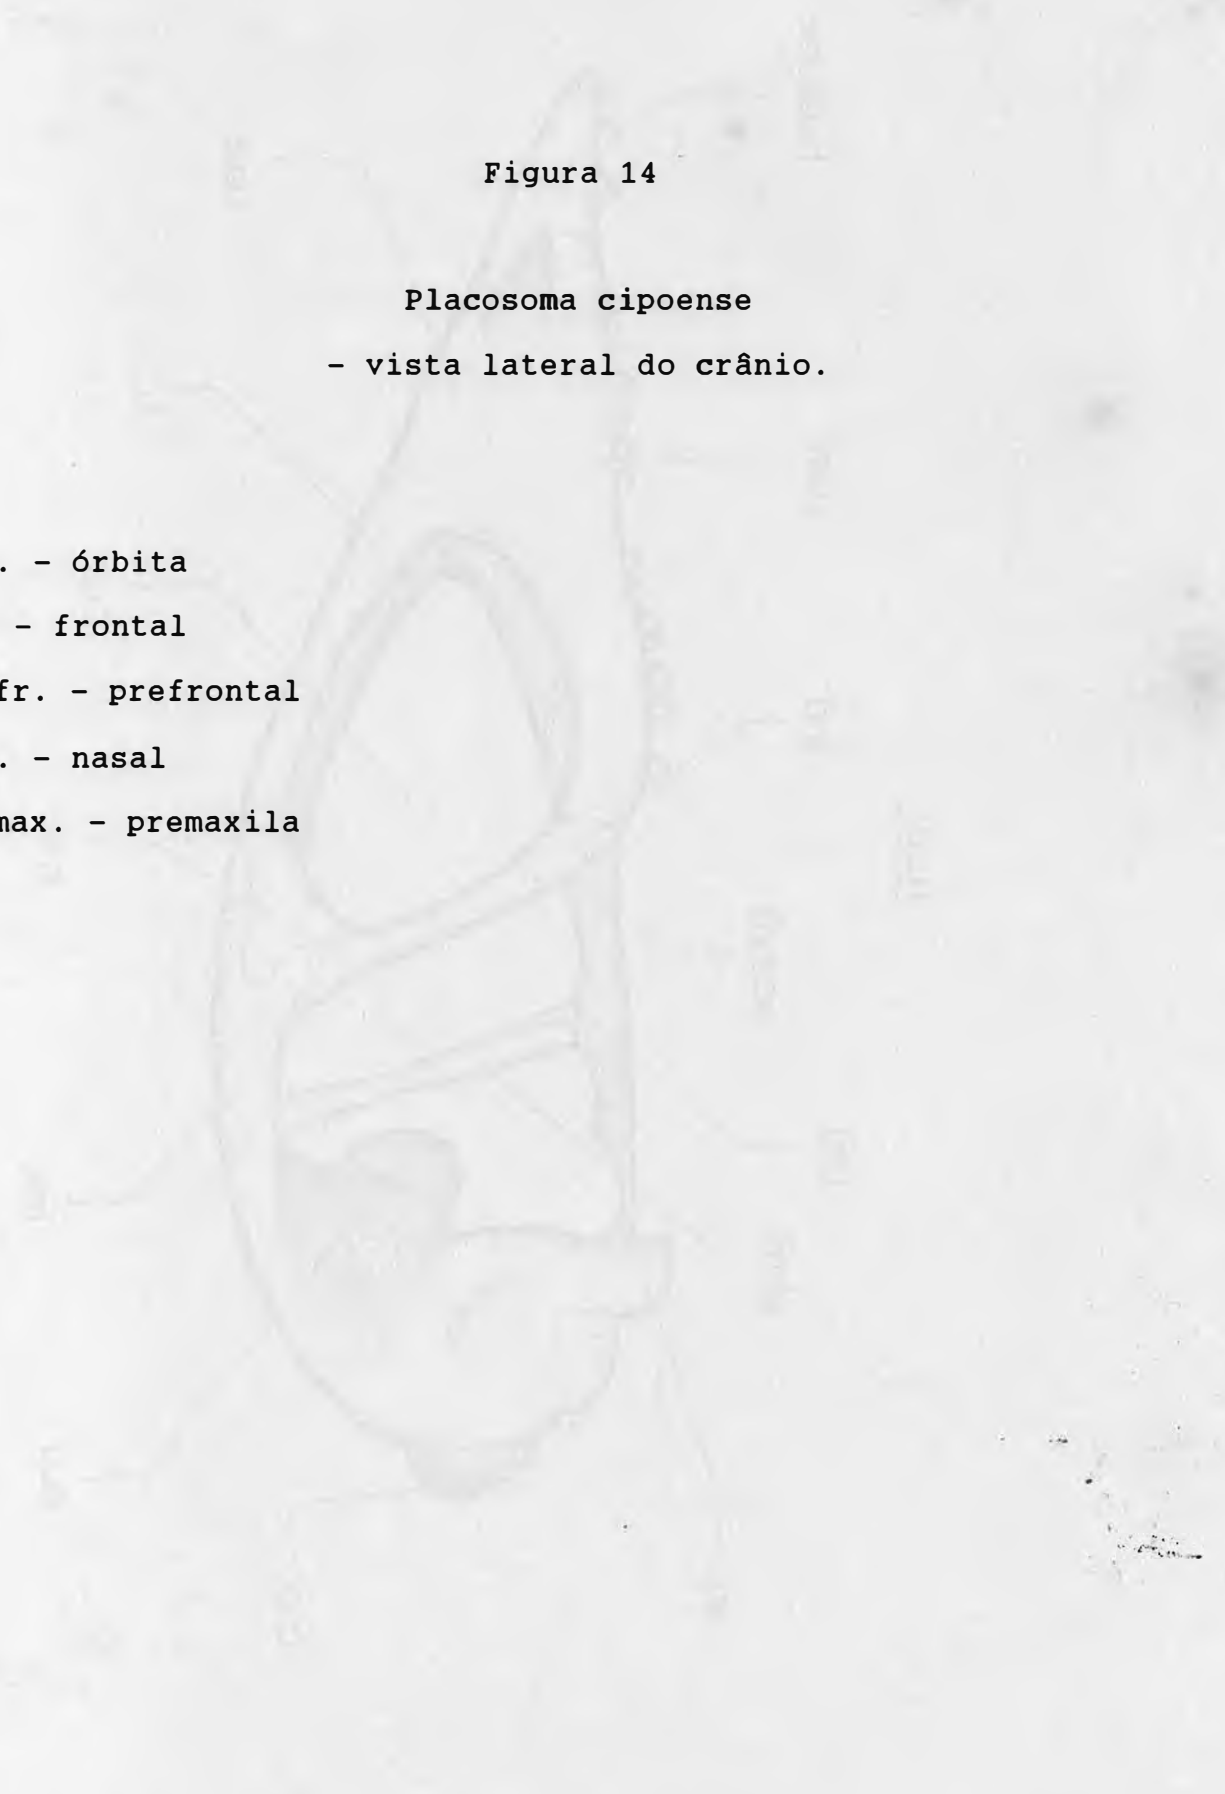 Figura 14
Placosoma cipoense
- vista lateral do crânio.
. - órbita
- frontal
fr. - prefrontal
. - nasal
max. - premaxila